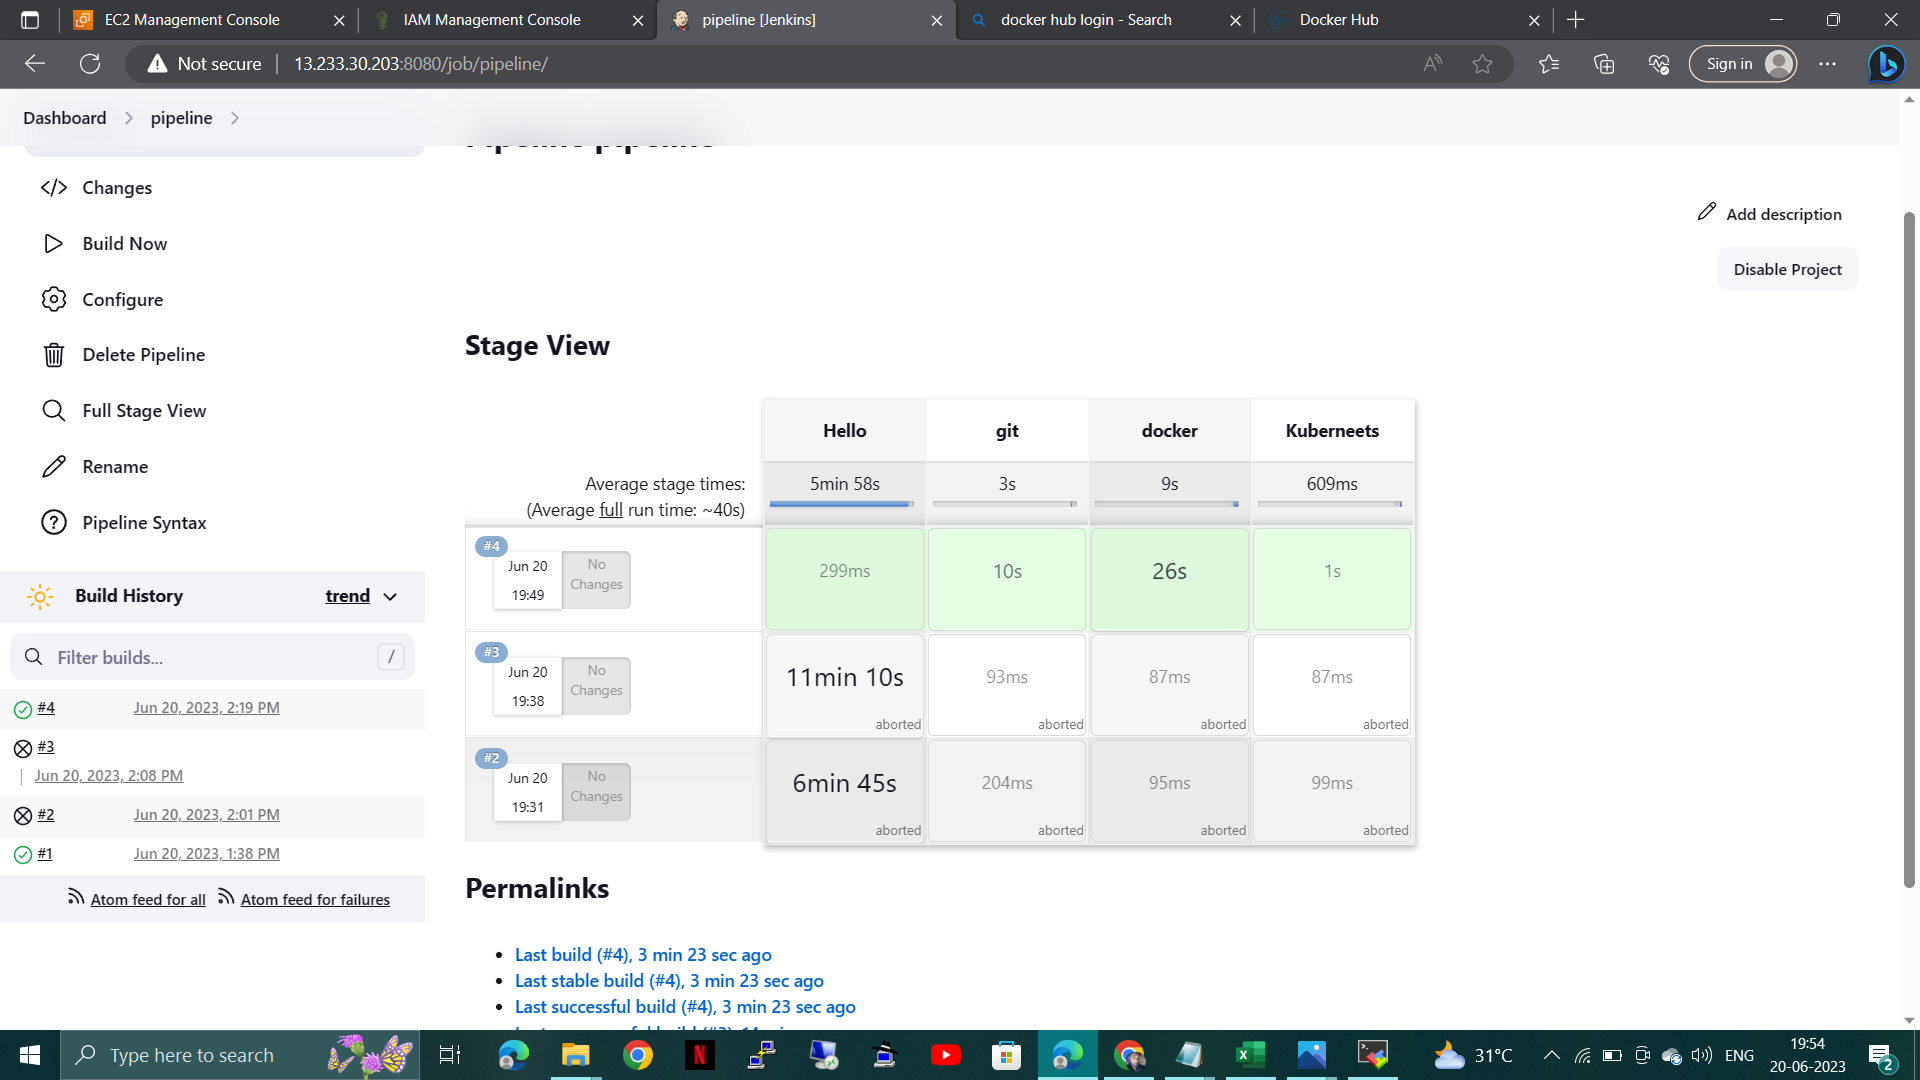 EC2 Management Console
IAM Management Console
pipeline [Jenkins]
docker hub login - Search
Docker Hub
Not secure
13.233.30.203:8080/job/pipeline/
Sign in
Dashboard
pipeline
Pipeline pipeline
Changes
Build Now
Configure
Delete Pipeline
Full Stage View
Rename
Pipeline Syntax
Add description
Disable Project
Stage View
Hello git docker Kuberneets
Average stage times: 5min 58s 3s 9s 609ms
(Average full run time: ~40s)
#4
Jun 20 No Changes
19:49
299ms 10s 26s 1s
#3
Jun 20 No Changes
19:38
11min 10s 93ms 87ms 87ms
aborted aborted aborted aborted
#2
Jun 20 No Changes
19:31
6min 45s 204ms 95ms 99ms
aborted aborted aborted aborted
Build History trend
Filter builds... /
#4 Jun 20, 2023, 2:19 PM
#3
Jun 20, 2023, 2:08 PM
#2 Jun 20, 2023, 2:01 PM
#1 Jun 20, 2023, 1:38 PM
Atom feed for all Atom feed for failures
Permalinks
Last build (#4), 3 min 23 sec ago
Last stable build (#4), 3 min 23 sec ago
Last successful build (#4), 3 min 23 sec ago
Type here to search
31°C
ENG
19:54
20-06-2023
2